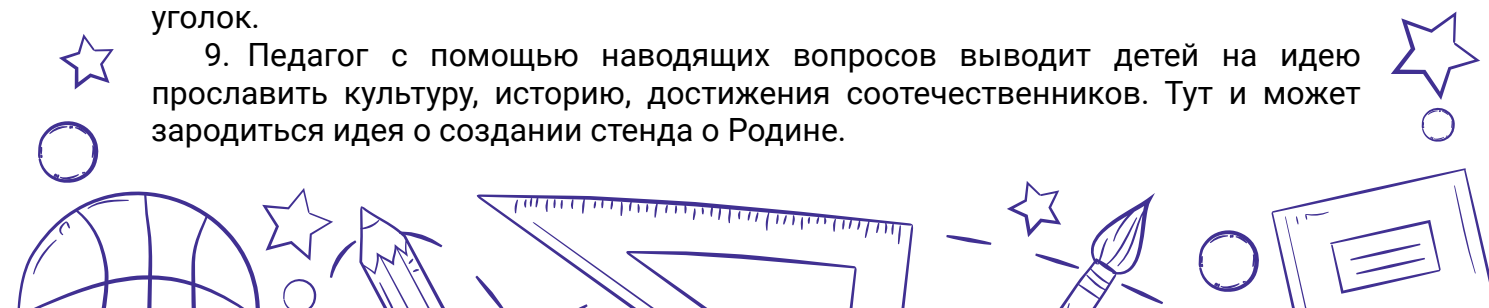 уголок.
9. Педагог с помощью наводящих вопросов выводит детей на идею
прославить культуру, историю, достижения соотечественников. Тут и может
зародиться идея о создании стенда о Родине.